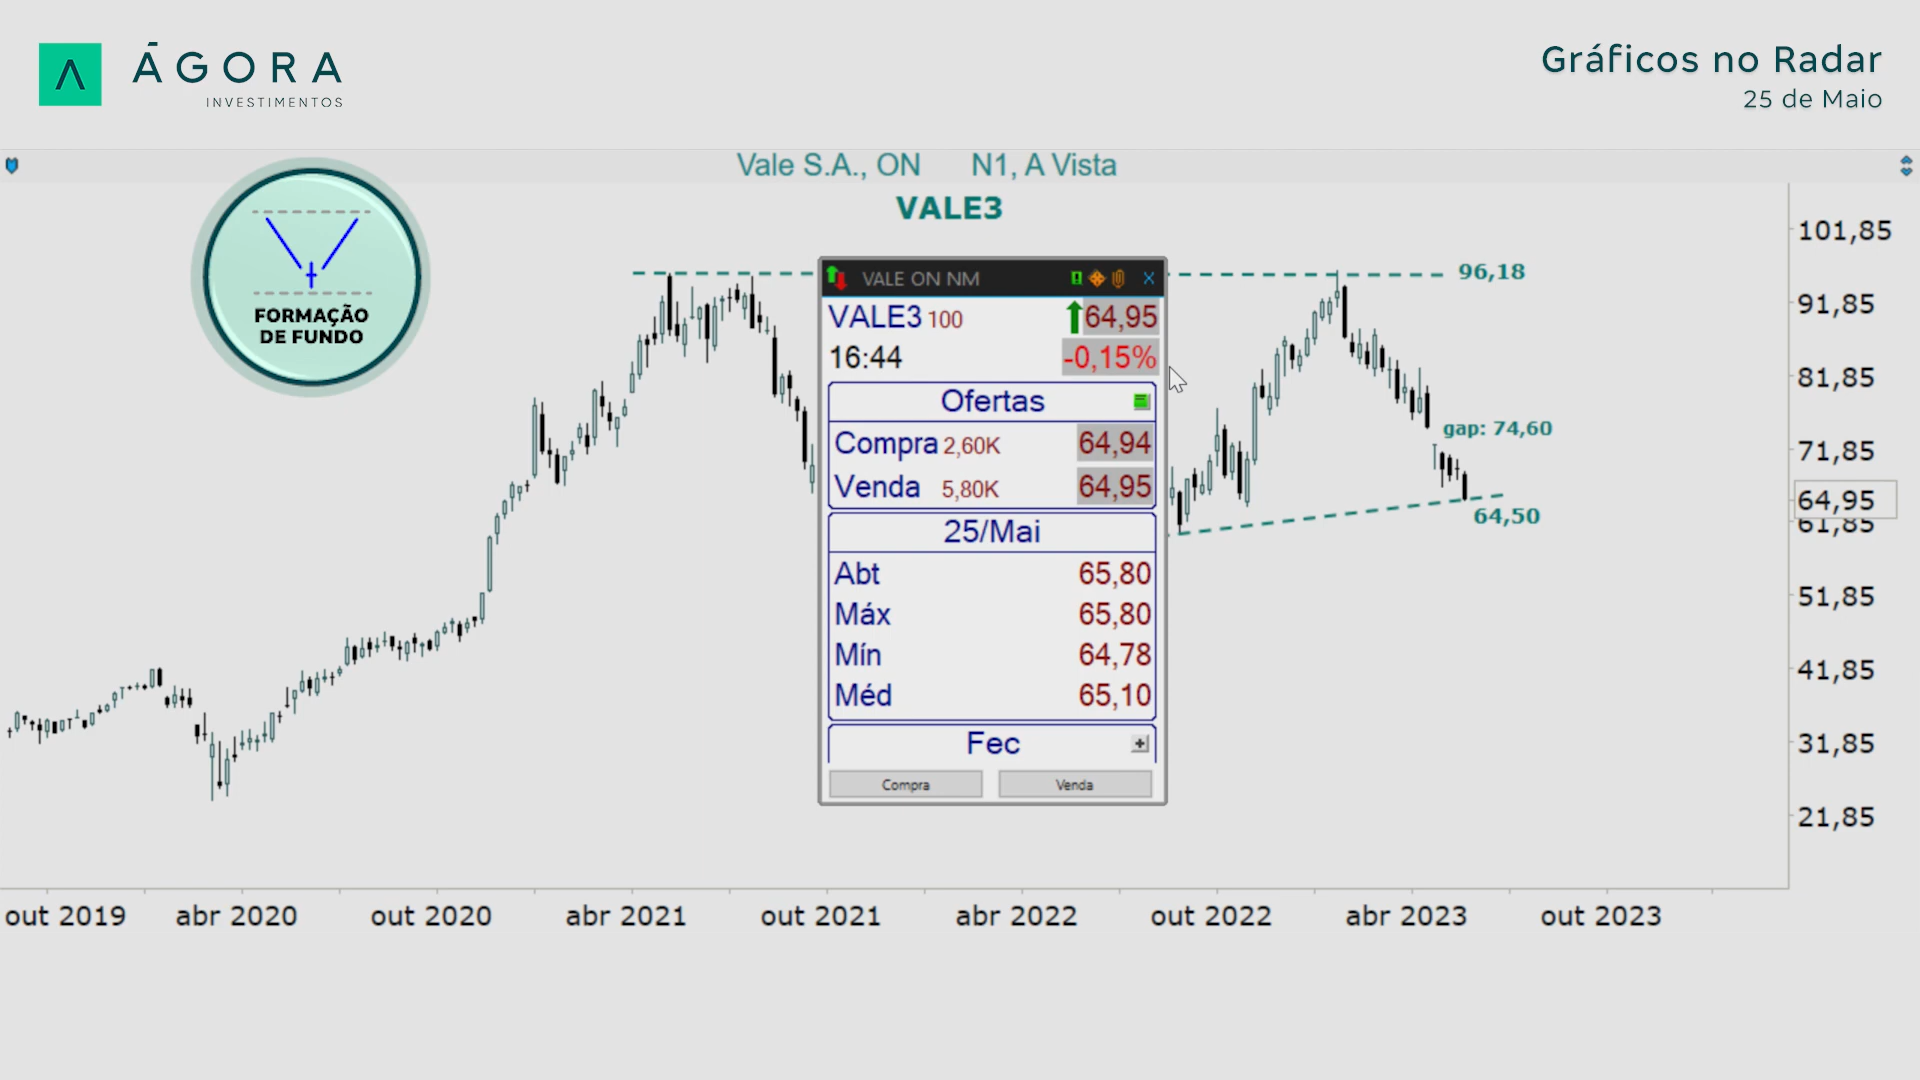 ÁGORA
INVESTIMENTOS
Gráficos no Radar
25 de Maio
Vale S.A., ON N1, A Vista
VALE3
FORMAÇÃO
DE FUNDO
VALE ON NM
VALE3 100 64,95
16:44 -0,15%
Ofertas
Compra 2,60K 64,94
Venda 5,80K 64,95
25/Mai
Abt 65,80
Máx 65,80
Mín 64,78
Méd 65,10
Fec
Compra Venda
96,18
gap: 74,60
64,50
101,85
91,85
81,85
71,85
64,95
61,85
51,85
41,85
31,85
21,85
out 2019 abr 2020 out 2020 abr 2021 out 2021 abr 2022 out 2022 abr 2023 out 2023